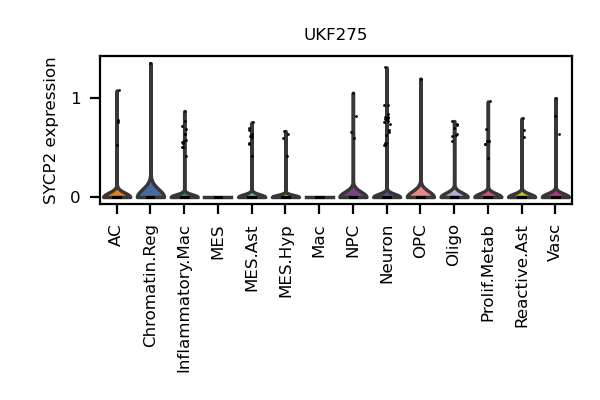 UKF275
SYCP2 expression
1
0
AC
Chromatin.Reg
Inflammatory.Mac
MES
MES.Ast
MES.Hyp
Mac
NPC
Neuron
OPC
Oligo
Prolif.Metab
Reactive.Ast
Vasc